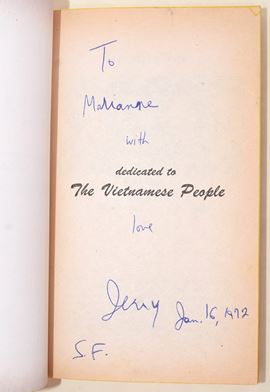 To
Marianne
with
dedicated to
The Vietnamese People
love
Jerry Jan. 16, 1972
S.F.